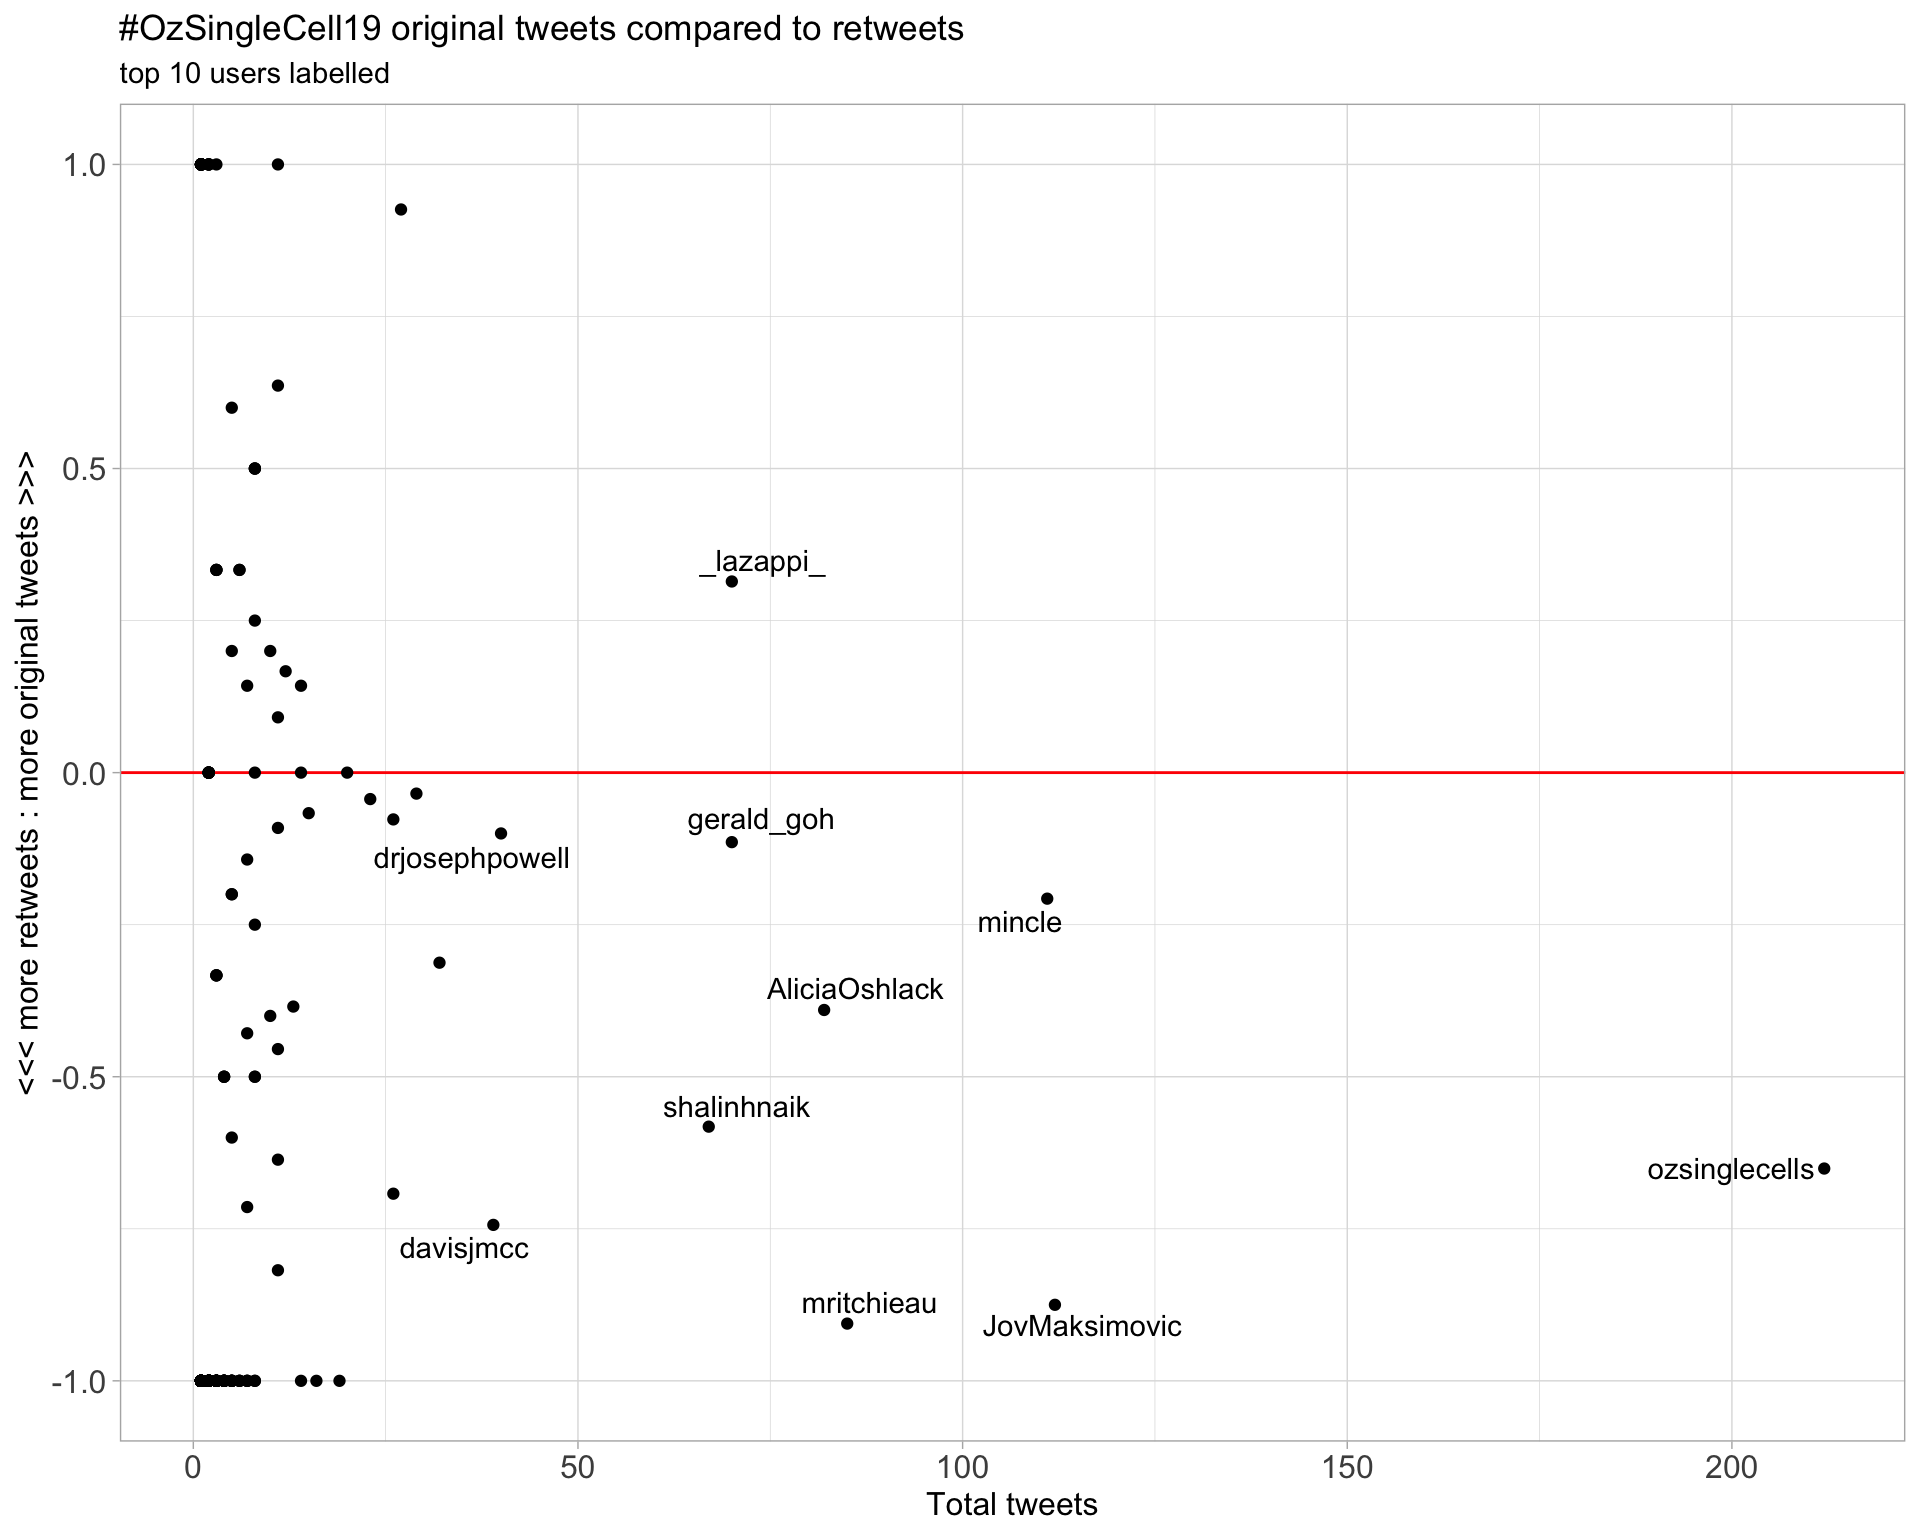 #OzSingleCell19 original tweets compared to retweets
top 10 users labelled
<<< more retweets : more original tweets >>>
1.0
0.5
0.0
-0.5
-1.0
_lazappi_
gerald_goh
drjosephpowell
mincle
AliciaOshlack
shalinhnaik
ozsinglecells
davisjmcc
mritchieau
JovMaksimovic
0 50 100 150 200
Total tweets